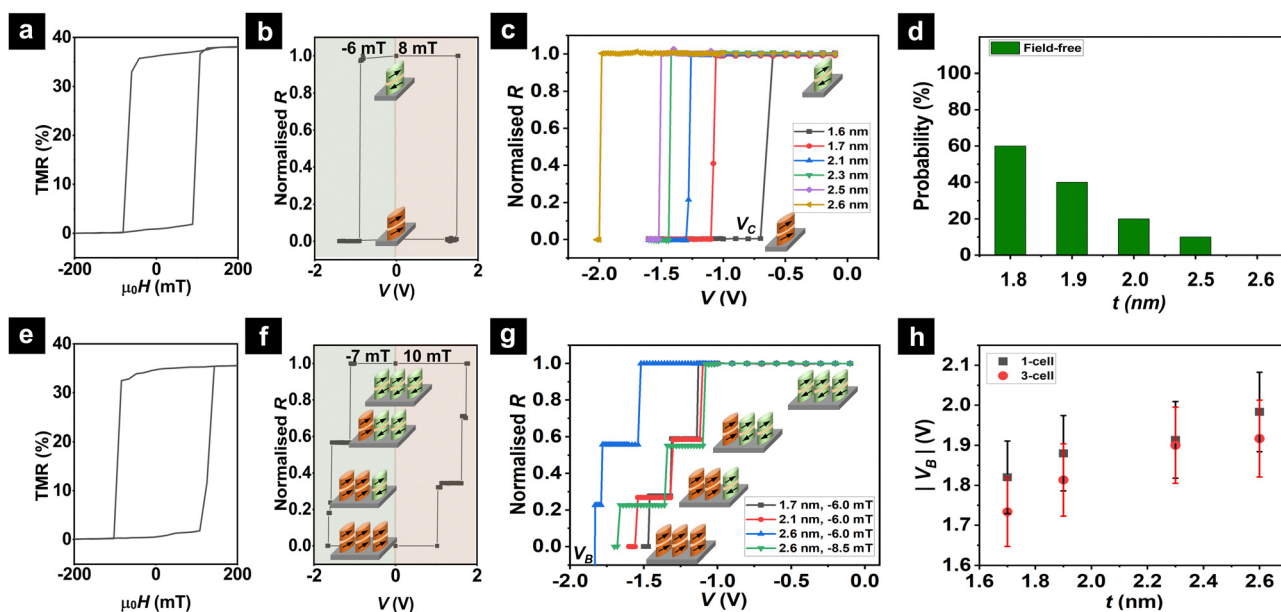 a
40
30
20
10
0
TMR (%)
-200
0
200
μ₀H (mT)
b
-6 mT
8 mT
1.0
0.8
0.6
0.4
0.2
0.0
Normalised R
-2
0
2
V (V)
c
1.0
0.8
0.6
0.4
0.2
0.0
Normalised R
1.6 nm
1.7 nm
2.1 nm
2.3 nm
2.5 nm
2.6 nm
V_C
-2.0
-1.5
-1.0
-0.5
0.0
V (V)
d
Field-free
100
80
60
40
20
0
Probability (%)
1.8
1.9
2.0
2.5
2.6
t (nm)
e
40
30
20
10
0
TMR (%)
-200
0
200
μ₀H (mT)
f
-7 mT
10 mT
1.0
0.8
0.6
0.4
0.2
0.0
Normalised R
-2
0
2
V (V)
g
1.0
0.8
0.6
0.4
0.2
0.0
Normalised R
1.7 nm, -6.0 mT
2.1 nm, -6.0 mT
2.6 nm, -6.0 mT
2.6 nm, -8.5 mT
V_B
-2.0
-1.5
-1.0
-0.5
0.0
V (V)
h
1-cell
3-cell
2.1
2.0
1.9
1.8
1.7
1.6
| V_B | (V)
1.6
1.8
2.0
2.2
2.4
2.6
t (nm)